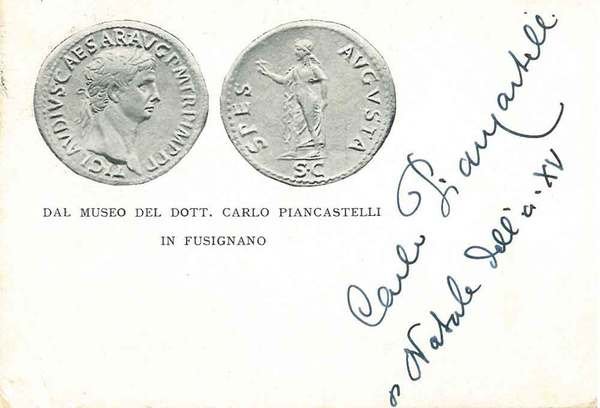 TI CLAVDIVS CAESAR AVG P M TR P IMP P P
SPES AVGVSTA
S·C
DAL MUSEO DEL DOTT. CARLO PIANCASTELLI
IN FUSIGNANO
Carlo Piancastelli
Natale dell'a. XV